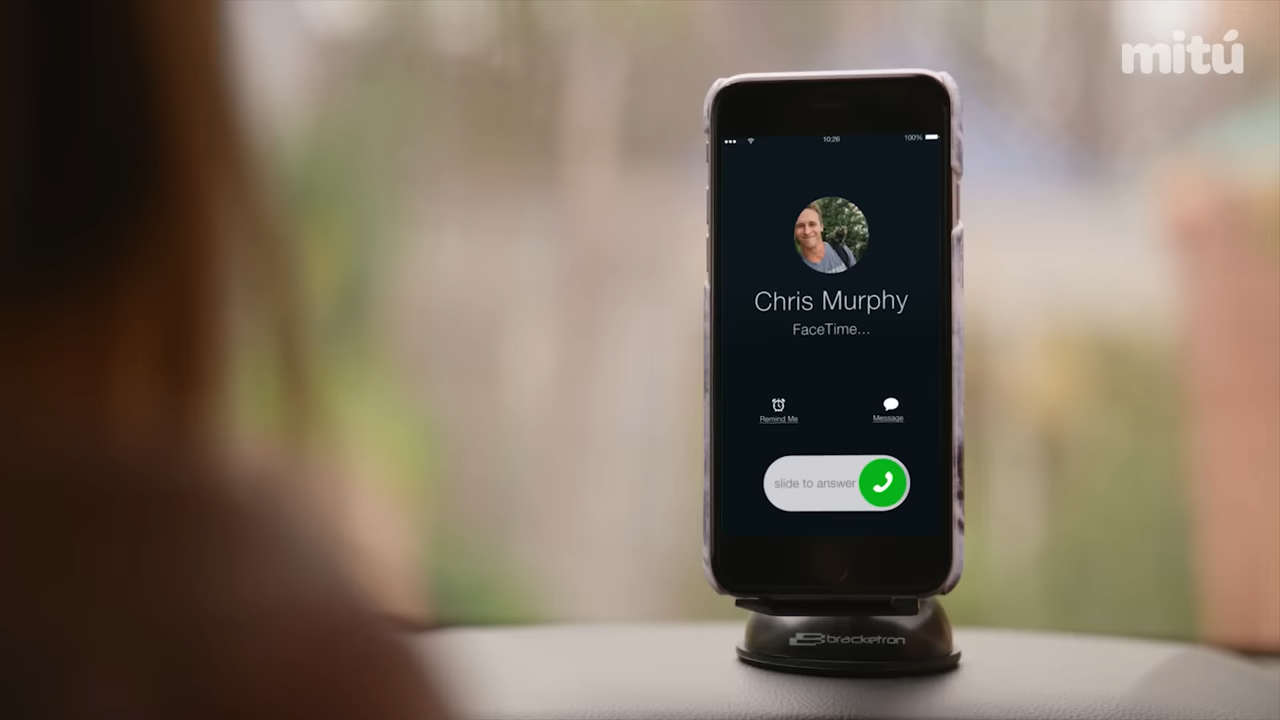 mitú
10:26
100%
Chris Murphy
FaceTime...
Remind Me
Message
slide to answer
bracketron